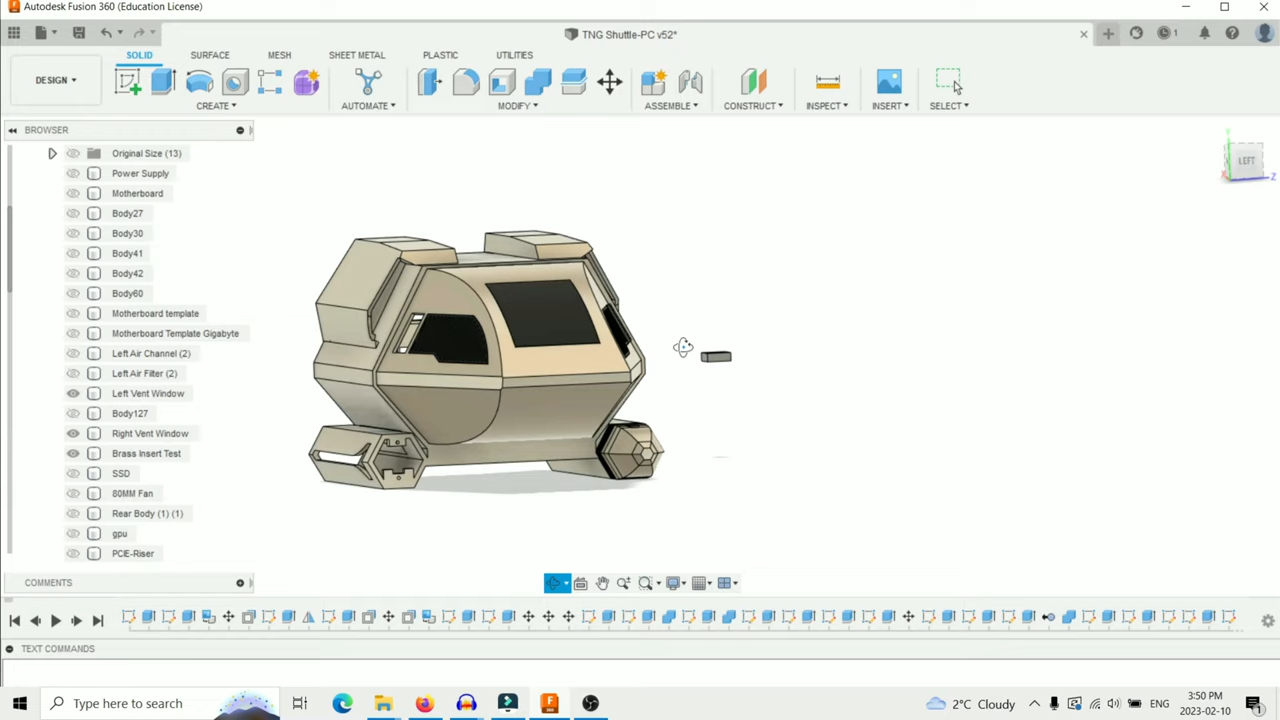 Autodesk Fusion 360 (Education License)
TNG Shuttle-PC v52*
1
SOLID SURFACE MESH SHEET METAL PLASTIC UTILITIES
DESIGN
CREATE AUTOMATE MODIFY ASSEMBLE CONSTRUCT INSPECT INSERT SELECT
BROWSER
LEFT
Y
X
Z
Original Size (13)
Power Supply
Motherboard
Body27
Body30
Body41
Body42
Body60
Motherboard template
Motherboard Template Gigabyte
Left Air Channel (2)
Left Air Filter (2)
Left Vent Window
Body127
Right Vent Window
Brass Insert Test
SSD
80MM Fan
Rear Body (1) (1)
gpu
PCIE-Riser
COMMENTS
TEXT COMMANDS
Type here to search
2°C Cloudy
ENG
3:50 PM
2023-02-10
1